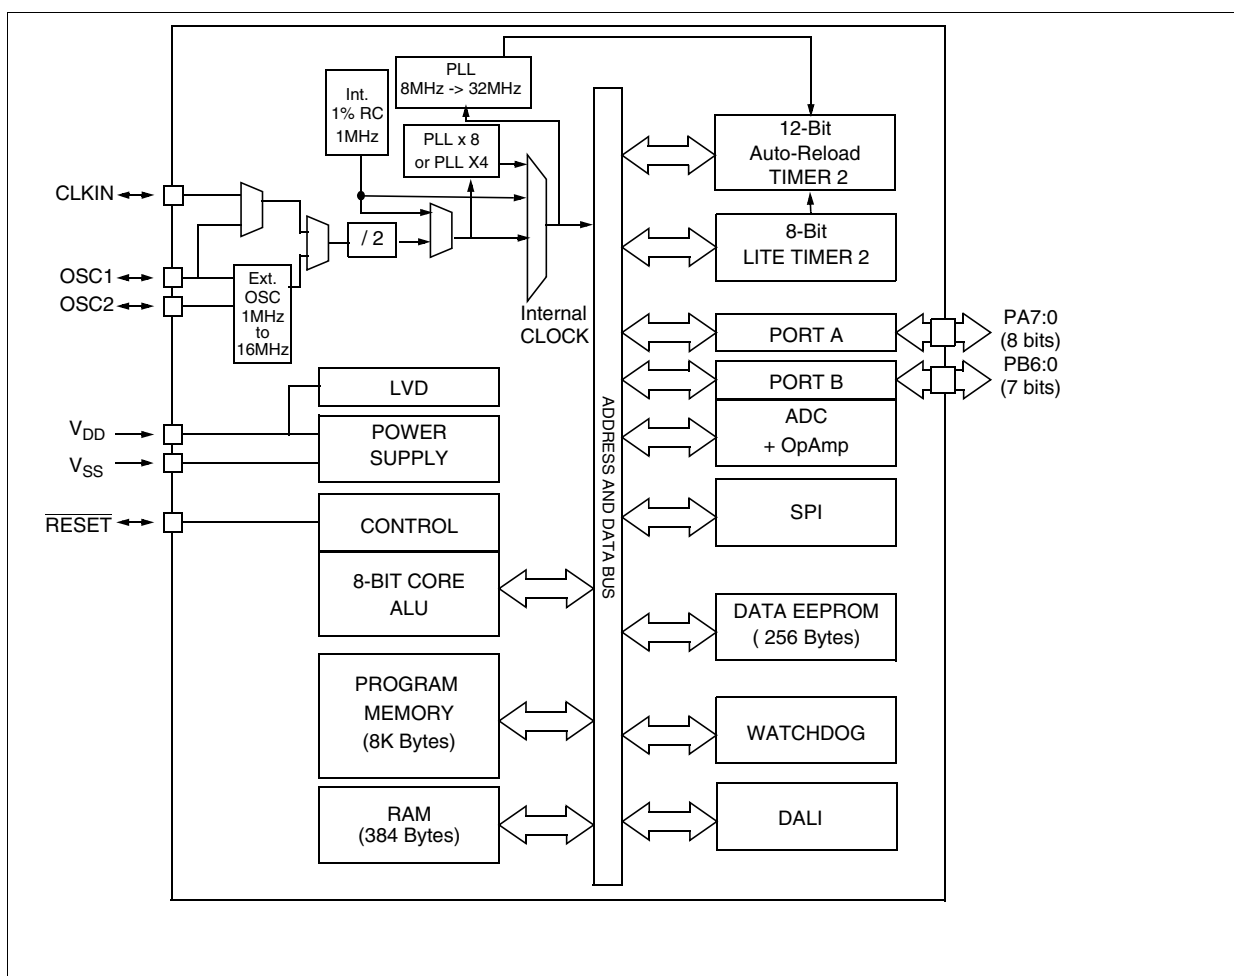 PLL
8MHz -> 32MHz
Int.
1% RC
1MHz
PLL x 8
or PLL X4
12-Bit
Auto-Reload
TIMER 2
CLKIN
/ 2
8-Bit
LITE TIMER 2
OSC1
OSC2
Ext.
OSC
1MHz
to
16MHz
Internal
CLOCK
PORT A
PA7:0
(8 bits)
PORT B
PB6:0
(7 bits)
LVD
ADC
+ OpAmp
VDD
VSS
POWER
SUPPLY
ADDRESS AND DATA BUS
SPI
RESET
CONTROL
8-BIT CORE
ALU
DATA EEPROM
( 256 Bytes)
PROGRAM
MEMORY
(8K Bytes)
WATCHDOG
RAM
(384 Bytes)
DALI